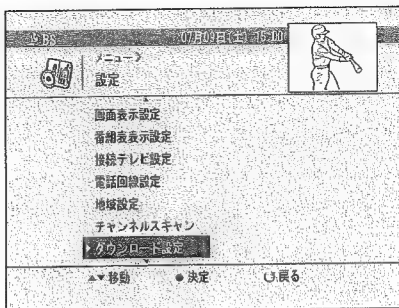 BS 07月09日(土) 15:00
メニュー》
設定
画面表示設定
番組表表示設定
接続テレビ設定
電話回線設定
地域設定
チャンネルスキャン
ダウンロード設定
▲▼移動 ●決定 戻る